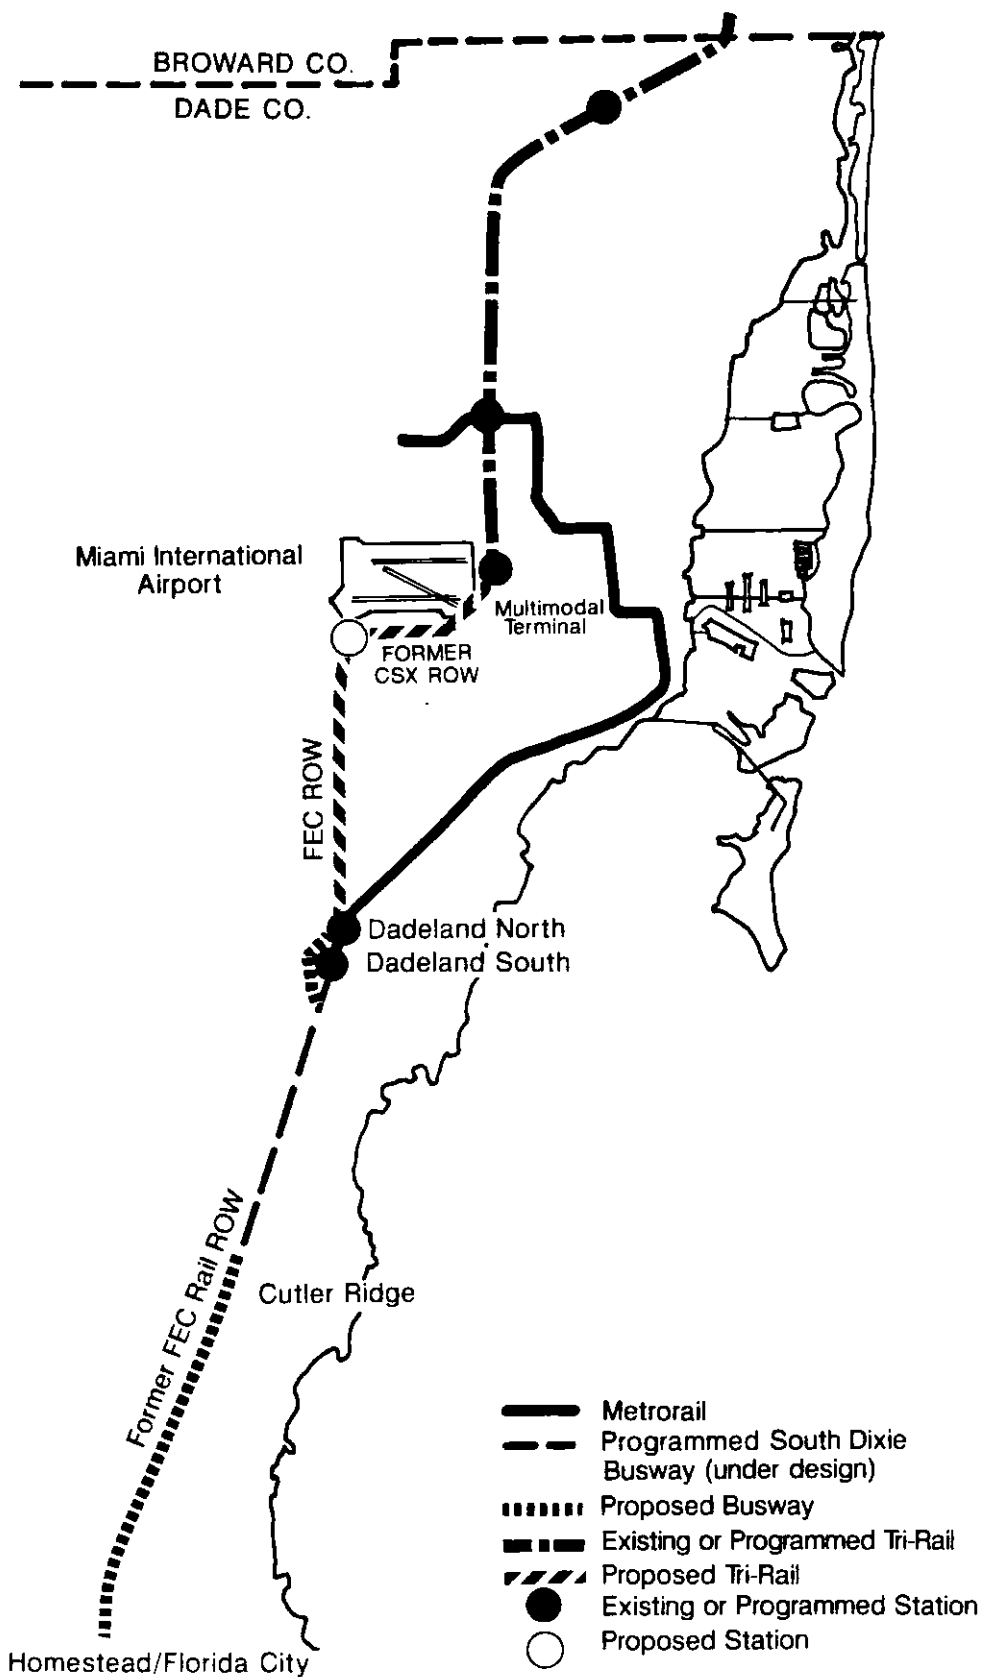 BROWARD CO.
DADE CO.
Miami International
Airport
Multimodal
Terminal
FORMER
CSX ROW
FEC ROW
Dadeland North
Dadeland South
Former FEC Rail ROW
Cutler Ridge
Homestead/Florida City
Metrorail
Programmed South Dixie
Busway (under design)
Proposed Busway
Existing or Programmed Tri-Rail
Proposed Tri-Rail
Existing or Programmed Station
Proposed Station